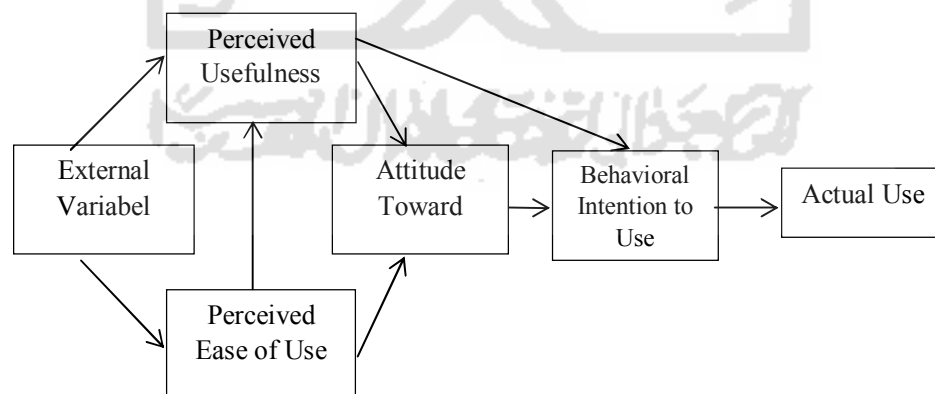 Perceived
Usefulness
External
Variabel
Attitude
Toward
Behavioral
Intention to
Use
Actual Use
Perceived
Ease of Use